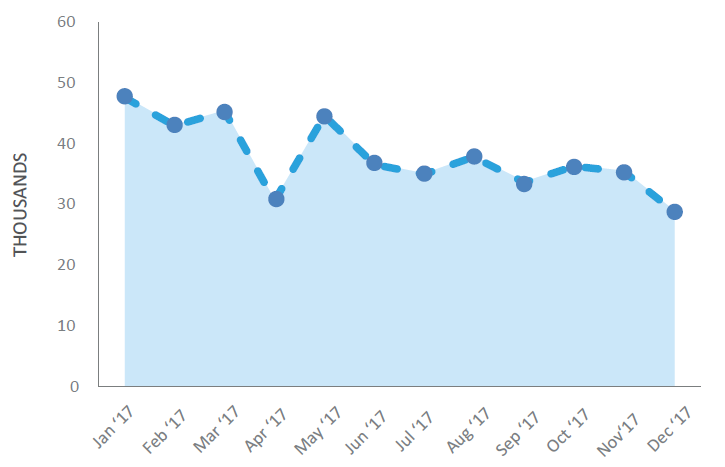 60
50
40
30
20
10
0
THOUSANDS
Jan ‘17
Feb ‘17
Mar ‘17
Apr ‘17
May ‘17
Jun ‘17
Jul ‘17
Aug ‘17
Sep ‘17
Oct ‘17
Nov‘17
Dec ‘17